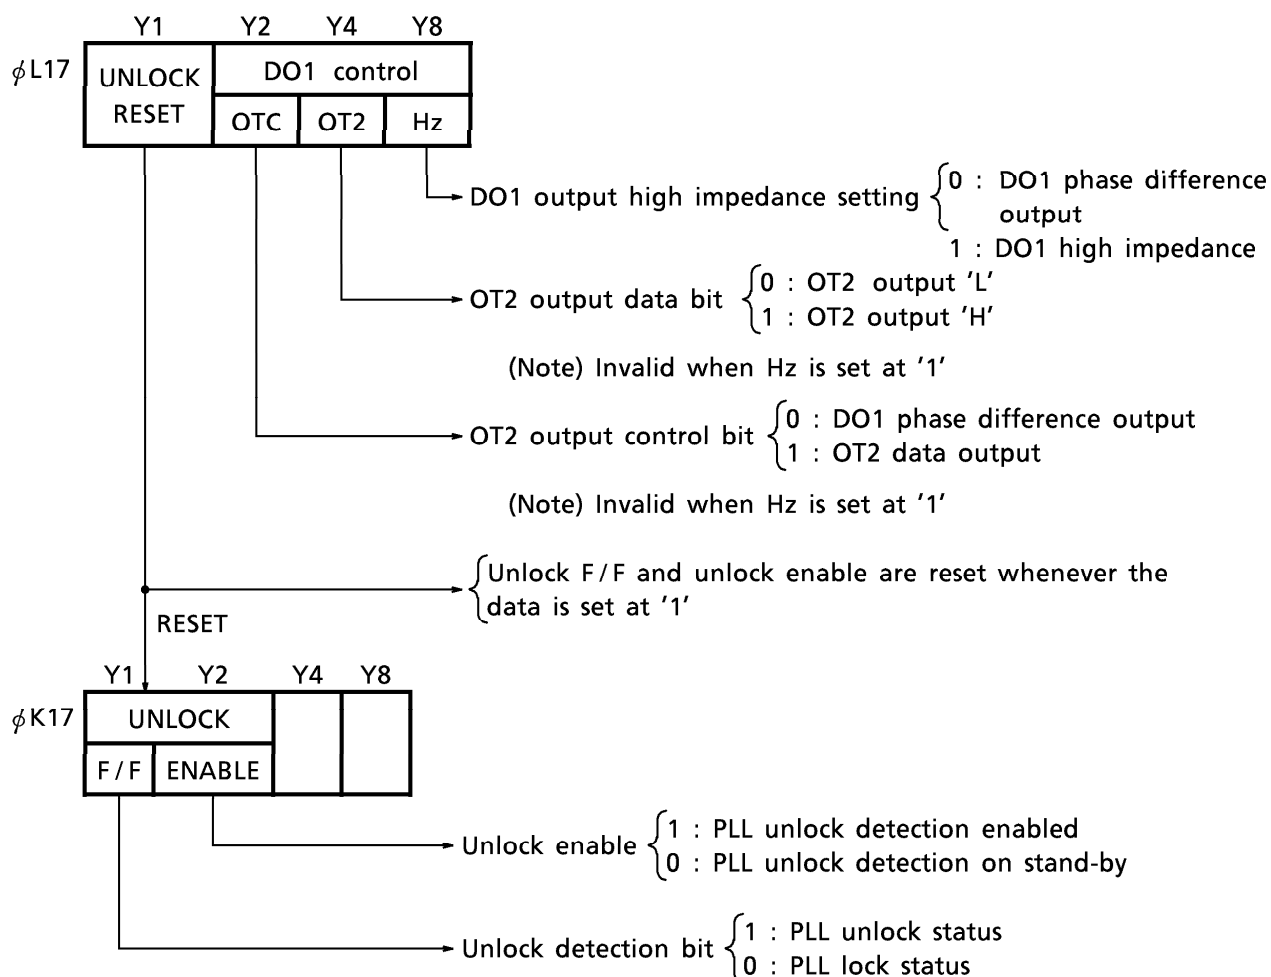 Y1 Y2 Y4 Y8
ϕL17
UNLOCK
RESET
DO1 control
OTC OT2 Hz
DO1 output high impedance setting
0 : DO1 phase difference
output
1 : DO1 high impedance
OT2 output data bit
0 : OT2 output 'L'
1 : OT2 output 'H'
(Note) Invalid when Hz is set at '1'
OT2 output control bit
0 : DO1 phase difference output
1 : OT2 data output
(Note) Invalid when Hz is set at '1'
Unlock F/F and unlock enable are reset whenever the
data is set at '1'
RESET
Y1 Y2 Y4 Y8
ϕK17
UNLOCK
F/F ENABLE
Unlock enable
1 : PLL unlock detection enabled
0 : PLL unlock detection on stand-by
Unlock detection bit
1 : PLL unlock status
0 : PLL lock status